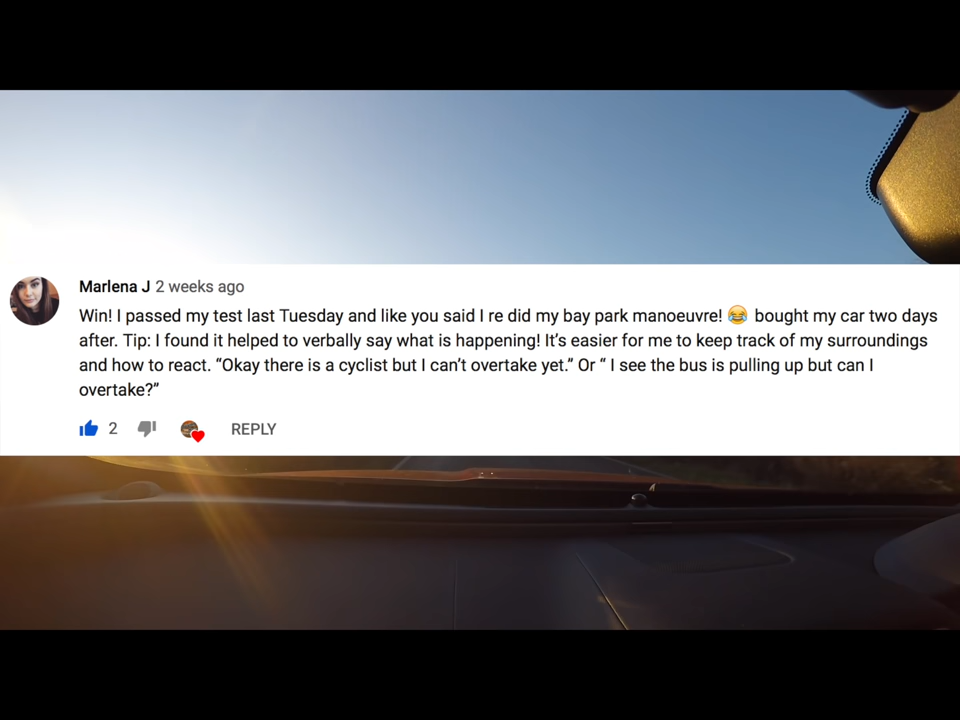 Marlena J 2 weeks ago
Win! I passed my test last Tuesday and like you said I re did my bay park manoeuvre! 😂 bought my car two days
after. Tip: I found it helped to verbally say what is happening! It’s easier for me to keep track of my surroundings
and how to react. “Okay there is a cyclist but I can’t overtake yet.” Or “ I see the bus is pulling up but can I
overtake?”
2 REPLY